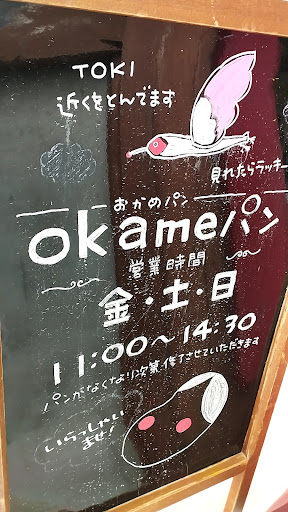 TOKI
近くをとんでます
見れたらラッキー
おかめパン
okameパン
営業時間
金・土・日
11:00～14:30
パンがなくなり次第、終了させていただきます
いらっしゃい
ませ!